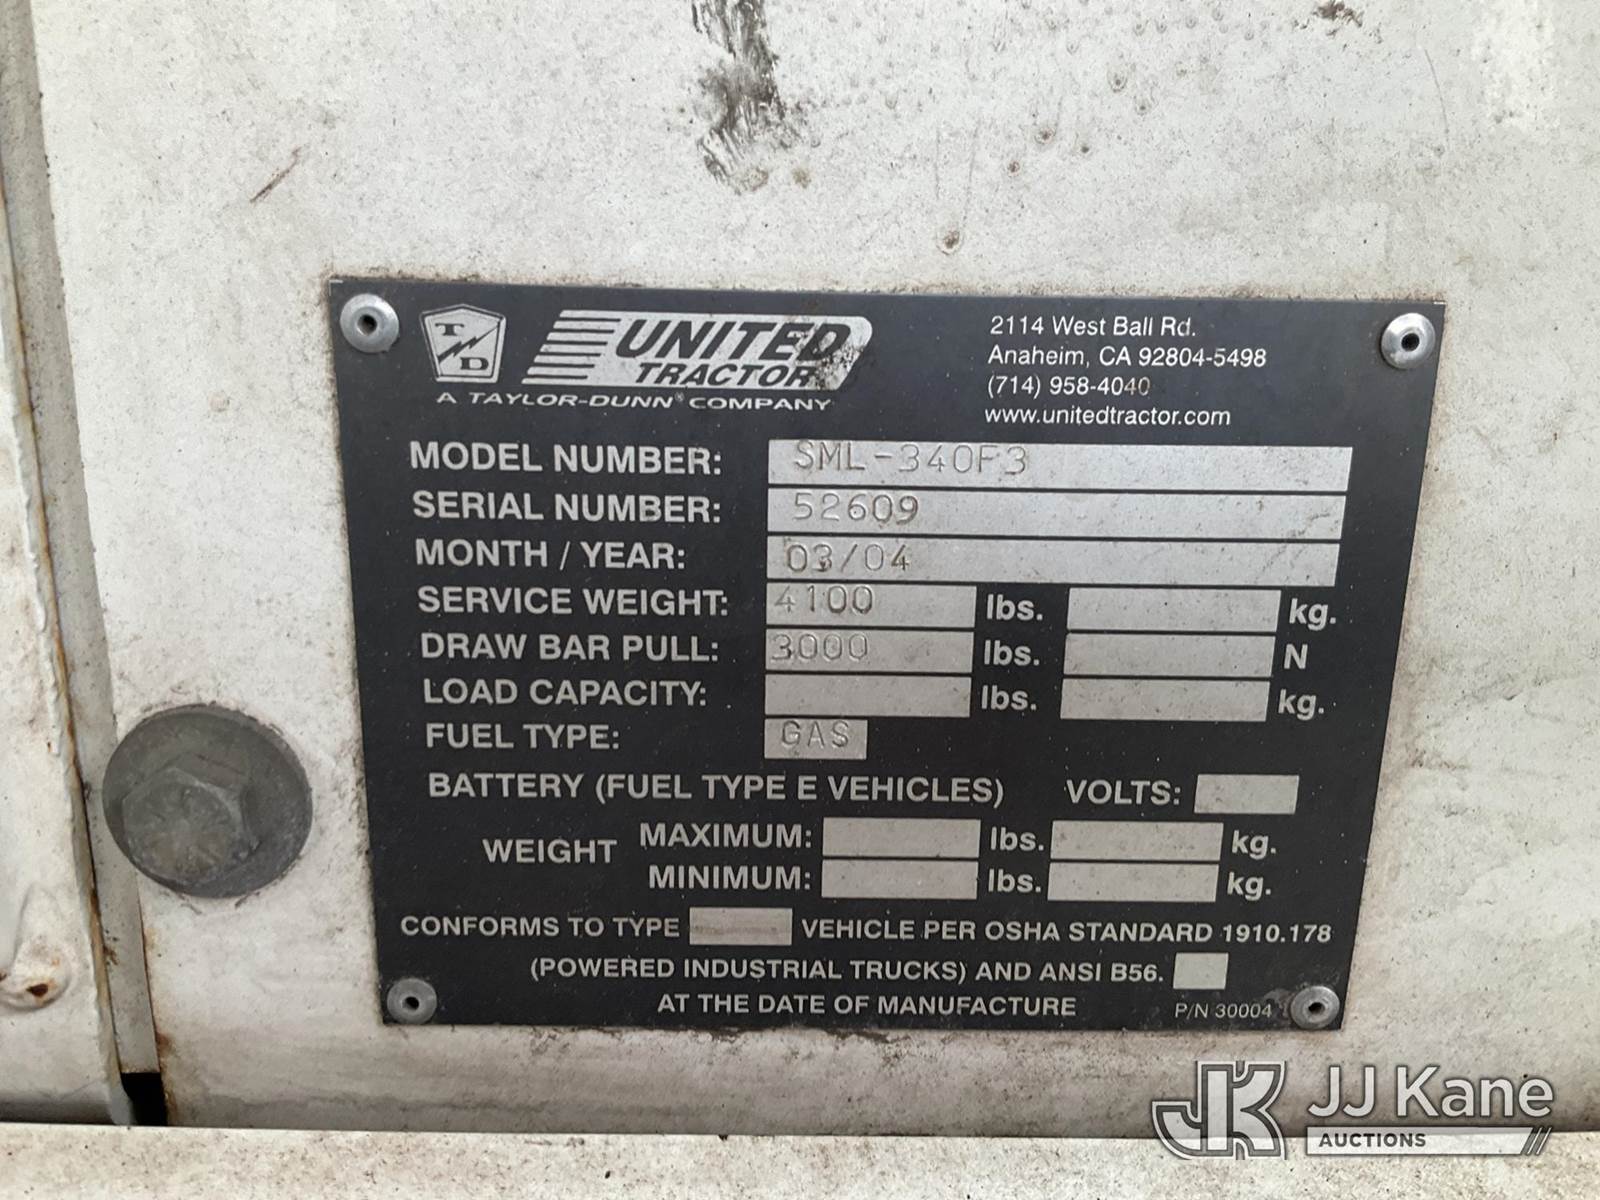 T D
UNITED
TRACTOR
A TAYLOR-DUNN® COMPANY
2114 West Ball Rd.
Anaheim, CA 92804-5498
(714) 958-4040
www.unitedtractor.com
MODEL NUMBER: SML-340F3
SERIAL NUMBER: 52609
MONTH / YEAR: 03/04
SERVICE WEIGHT: 4100 lbs. kg.
DRAW BAR PULL: 3000 lbs. N
LOAD CAPACITY: lbs. kg.
FUEL TYPE: GAS
BATTERY (FUEL TYPE E VEHICLES) VOLTS:
WEIGHT MAXIMUM: lbs. kg.
MINIMUM: lbs. kg.
CONFORMS TO TYPE VEHICLE PER OSHA STANDARD 1910.178
(POWERED INDUSTRIAL TRUCKS) AND ANSI B56.
AT THE DATE OF MANUFACTURE P/N 30004
JK JJ Kane
AUCTIONS